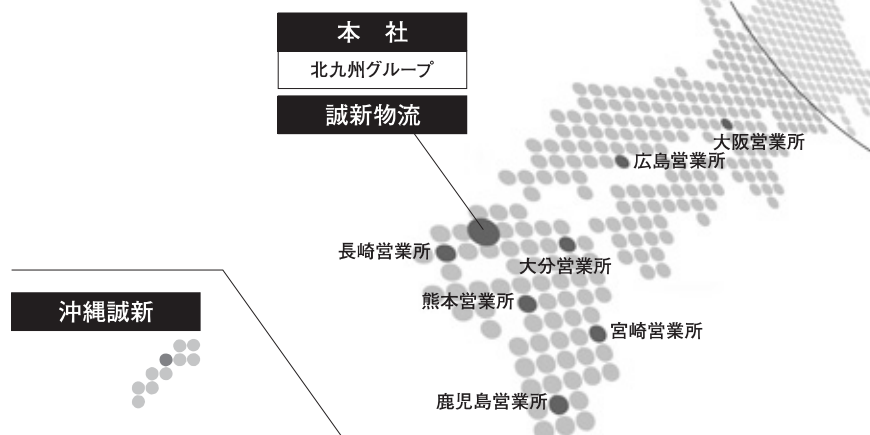 本 社
北九州グループ
誠新物流
大阪営業所
広島営業所
長崎営業所
大分営業所
熊本営業所
沖縄誠新
宮崎営業所
鹿児島営業所